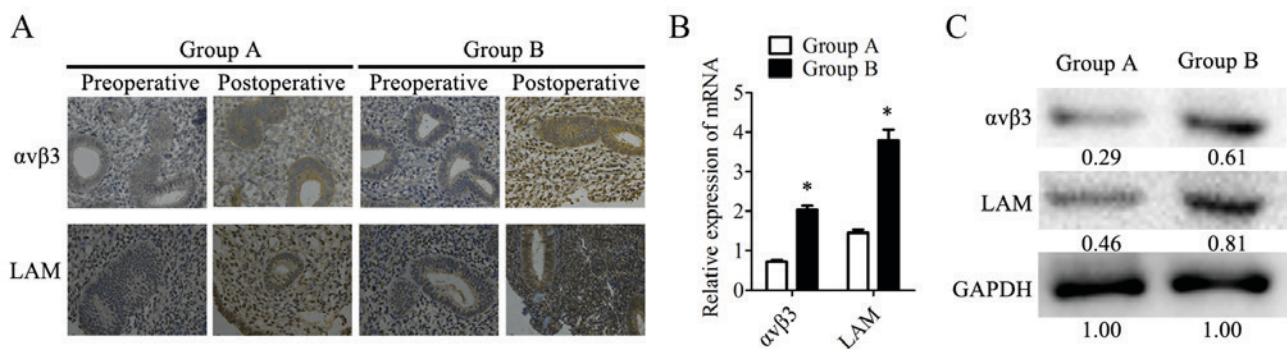 A
Group A Group B
Preoperative Postoperative Preoperative Postoperative
αvβ3
LAM
B
Group A
Group B
Relative expression of mRNA
5
4
3
2
1
0
* *
αvβ3 LAM
C
Group A Group B
αvβ3
0.29 0.61
LAM
0.46 0.81
GAPDH
1.00 1.00